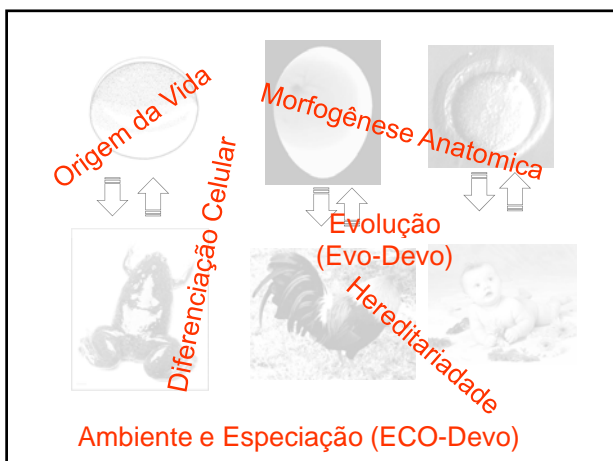 Origem da Vida
Morfogênese Anatomica
Diferenciação Celular
Evolução
(Evo-Devo)
Hereditariadade
Ambiente e Especiação (ECO-Devo)